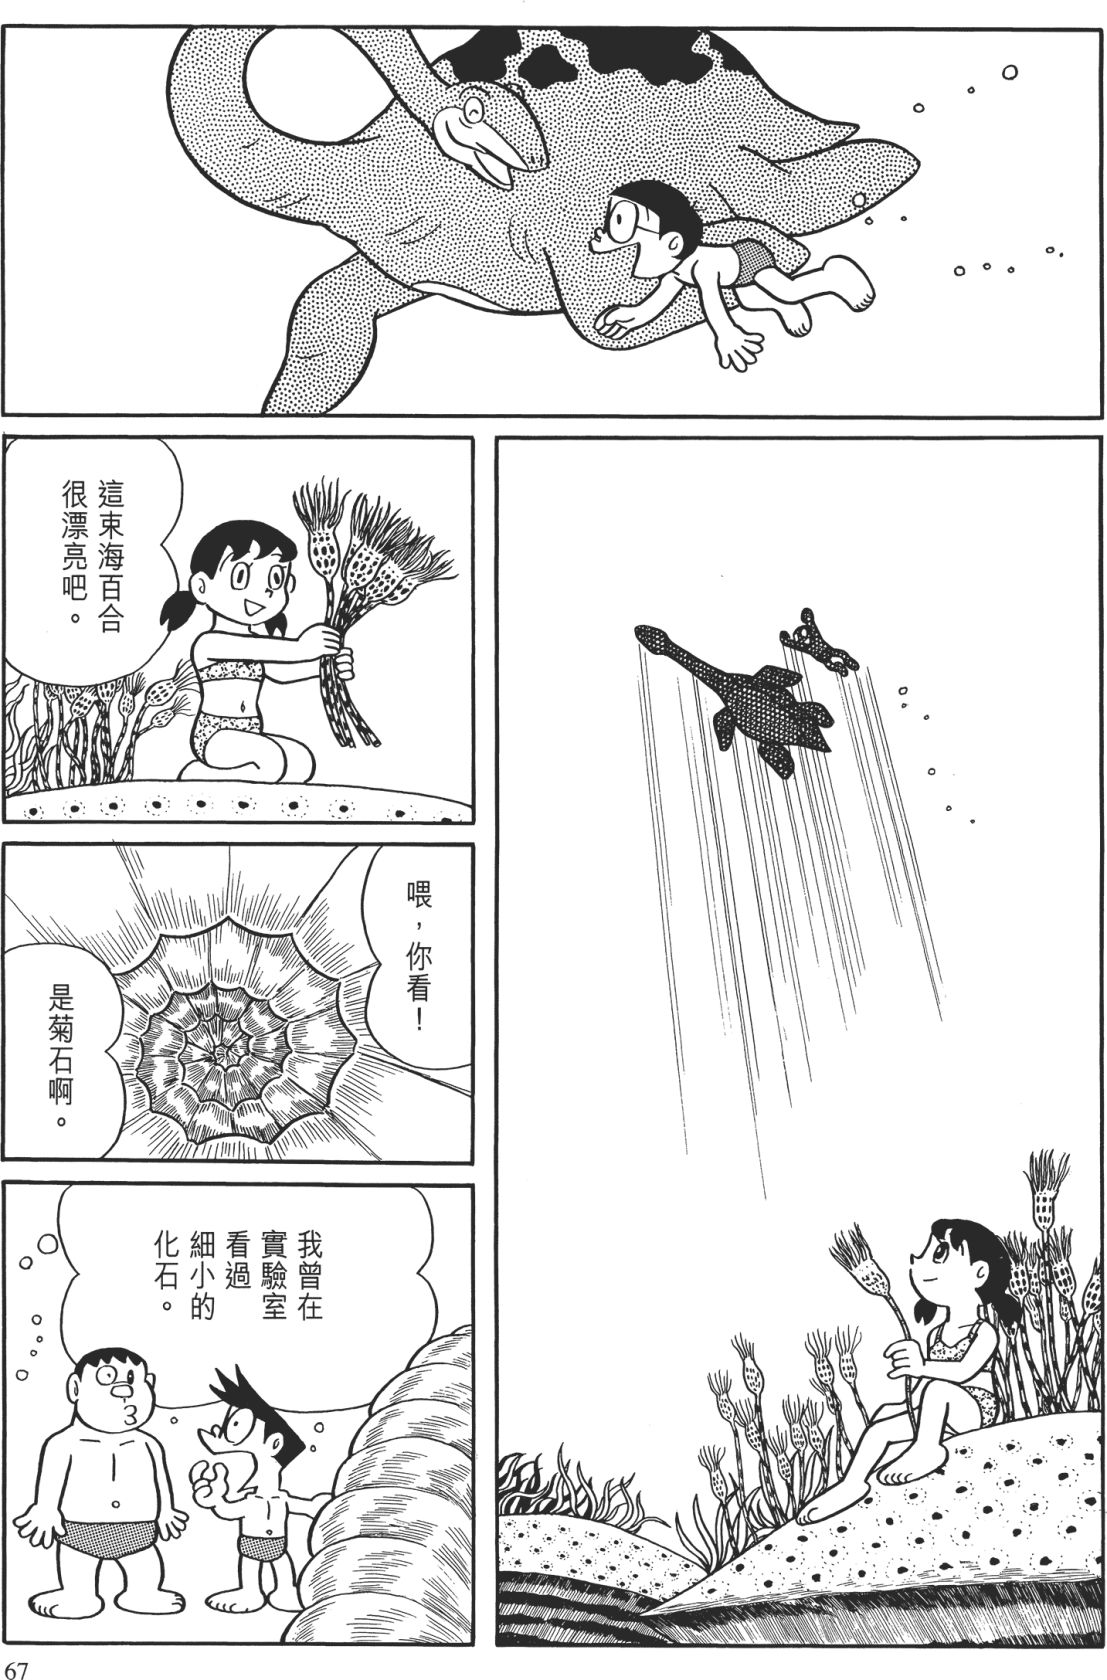 這束海百合
很漂亮吧。
喂，你看！
是菊石啊。
我曾在
實驗室
看過
細小的
化石。
67